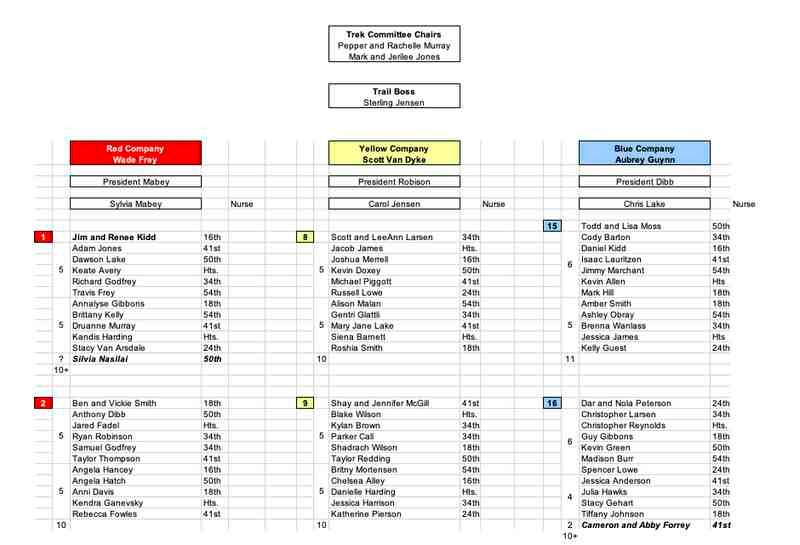 Trek Committee Chairs
Pepper and Rachelle Murray
Mark and Jerilee Jones
Trail Boss
Sterling Jensen
Red Company
Wade Frey
Yellow Company
Scott Van Dyke
Blue Company
Aubrey Guynn
President Mabey
President Robison
President Dibb
Sylvia Mabey Nurse
Carol Jensen Nurse
Chris Lake Nurse
1 Jim and Renee Kidd 16th
Adam Jones 41st
Dawson Lake 50th
5 Keate Avery Hts.
Richard Godfrey 34th
Travis Frey 54th
Annalyse Gibbons 18th
Brittany Kelly 54th
5 Druanne Murray 41st
Kandis Harding Hts.
Stacy Van Arsdale 24th
? Silvia Nasilai 50th
10+
8 Scott and LeeAnn Larsen 34th
Jacob James Hts.
Joshua Merrell 16th
5 Kevin Doxey 50th
Michael Piggott 41st
Russell Lowe 24th
Alison Malan 54th
Gentri Glattli 34th
5 Mary Jane Lake 41st
Siena Barnett Hts.
Roshia Smith 18th
10
15 Todd and Lisa Moss 50th
Cody Barton 34th
Daniel Kidd 16th
Isaac Lauritzen 41st
6 Jimmy Marchant 54th
Kevin Allen Hts
Mark Hill 18th
Amber Smith 18th
Ashley Obray 54th
5 Brenna Wanlass 34th
Jessica James Hts
Kelly Guest 24th
11
2 Ben and Vickie Smith 18th
Anthony Dibb 50th
Jared Fadel Hts.
5 Ryan Robinson 34th
Samuel Godfrey 34th
Taylor Thompson 41st
Angela Hancey 16th
Angela Hatch 50th
5 Anni Davis 18th
Kendra Ganevsky Hts.
Rebecca Fowles 41st
10
9 Shay and Jennifer McGill 41st
Blake Wilson Hts.
Kylan Brown 34th
5 Parker Call 34th
Shadrach Wilson 18th
Taylor Redding 50th
Britny Mortensen 54th
Chelsea Alley 16th
5 Danielle Harding Hts.
Jessica Harrison 34th
Katherine Pierson 24th
10
16 Dar and Nola Peterson 24th
Christopher Larsen 34th
Christopher Reynolds Hts.
Guy Gibbons 18th
6 Kevin Green 50th
Madison Burr 54th
Spencer Lowe 24th
Jessica Anderson 41st
4 Julia Hawks 34th
Stacy Gehart 50th
Tiffany Johnson 18th
2 Cameron and Abby Forrey 41st
10+